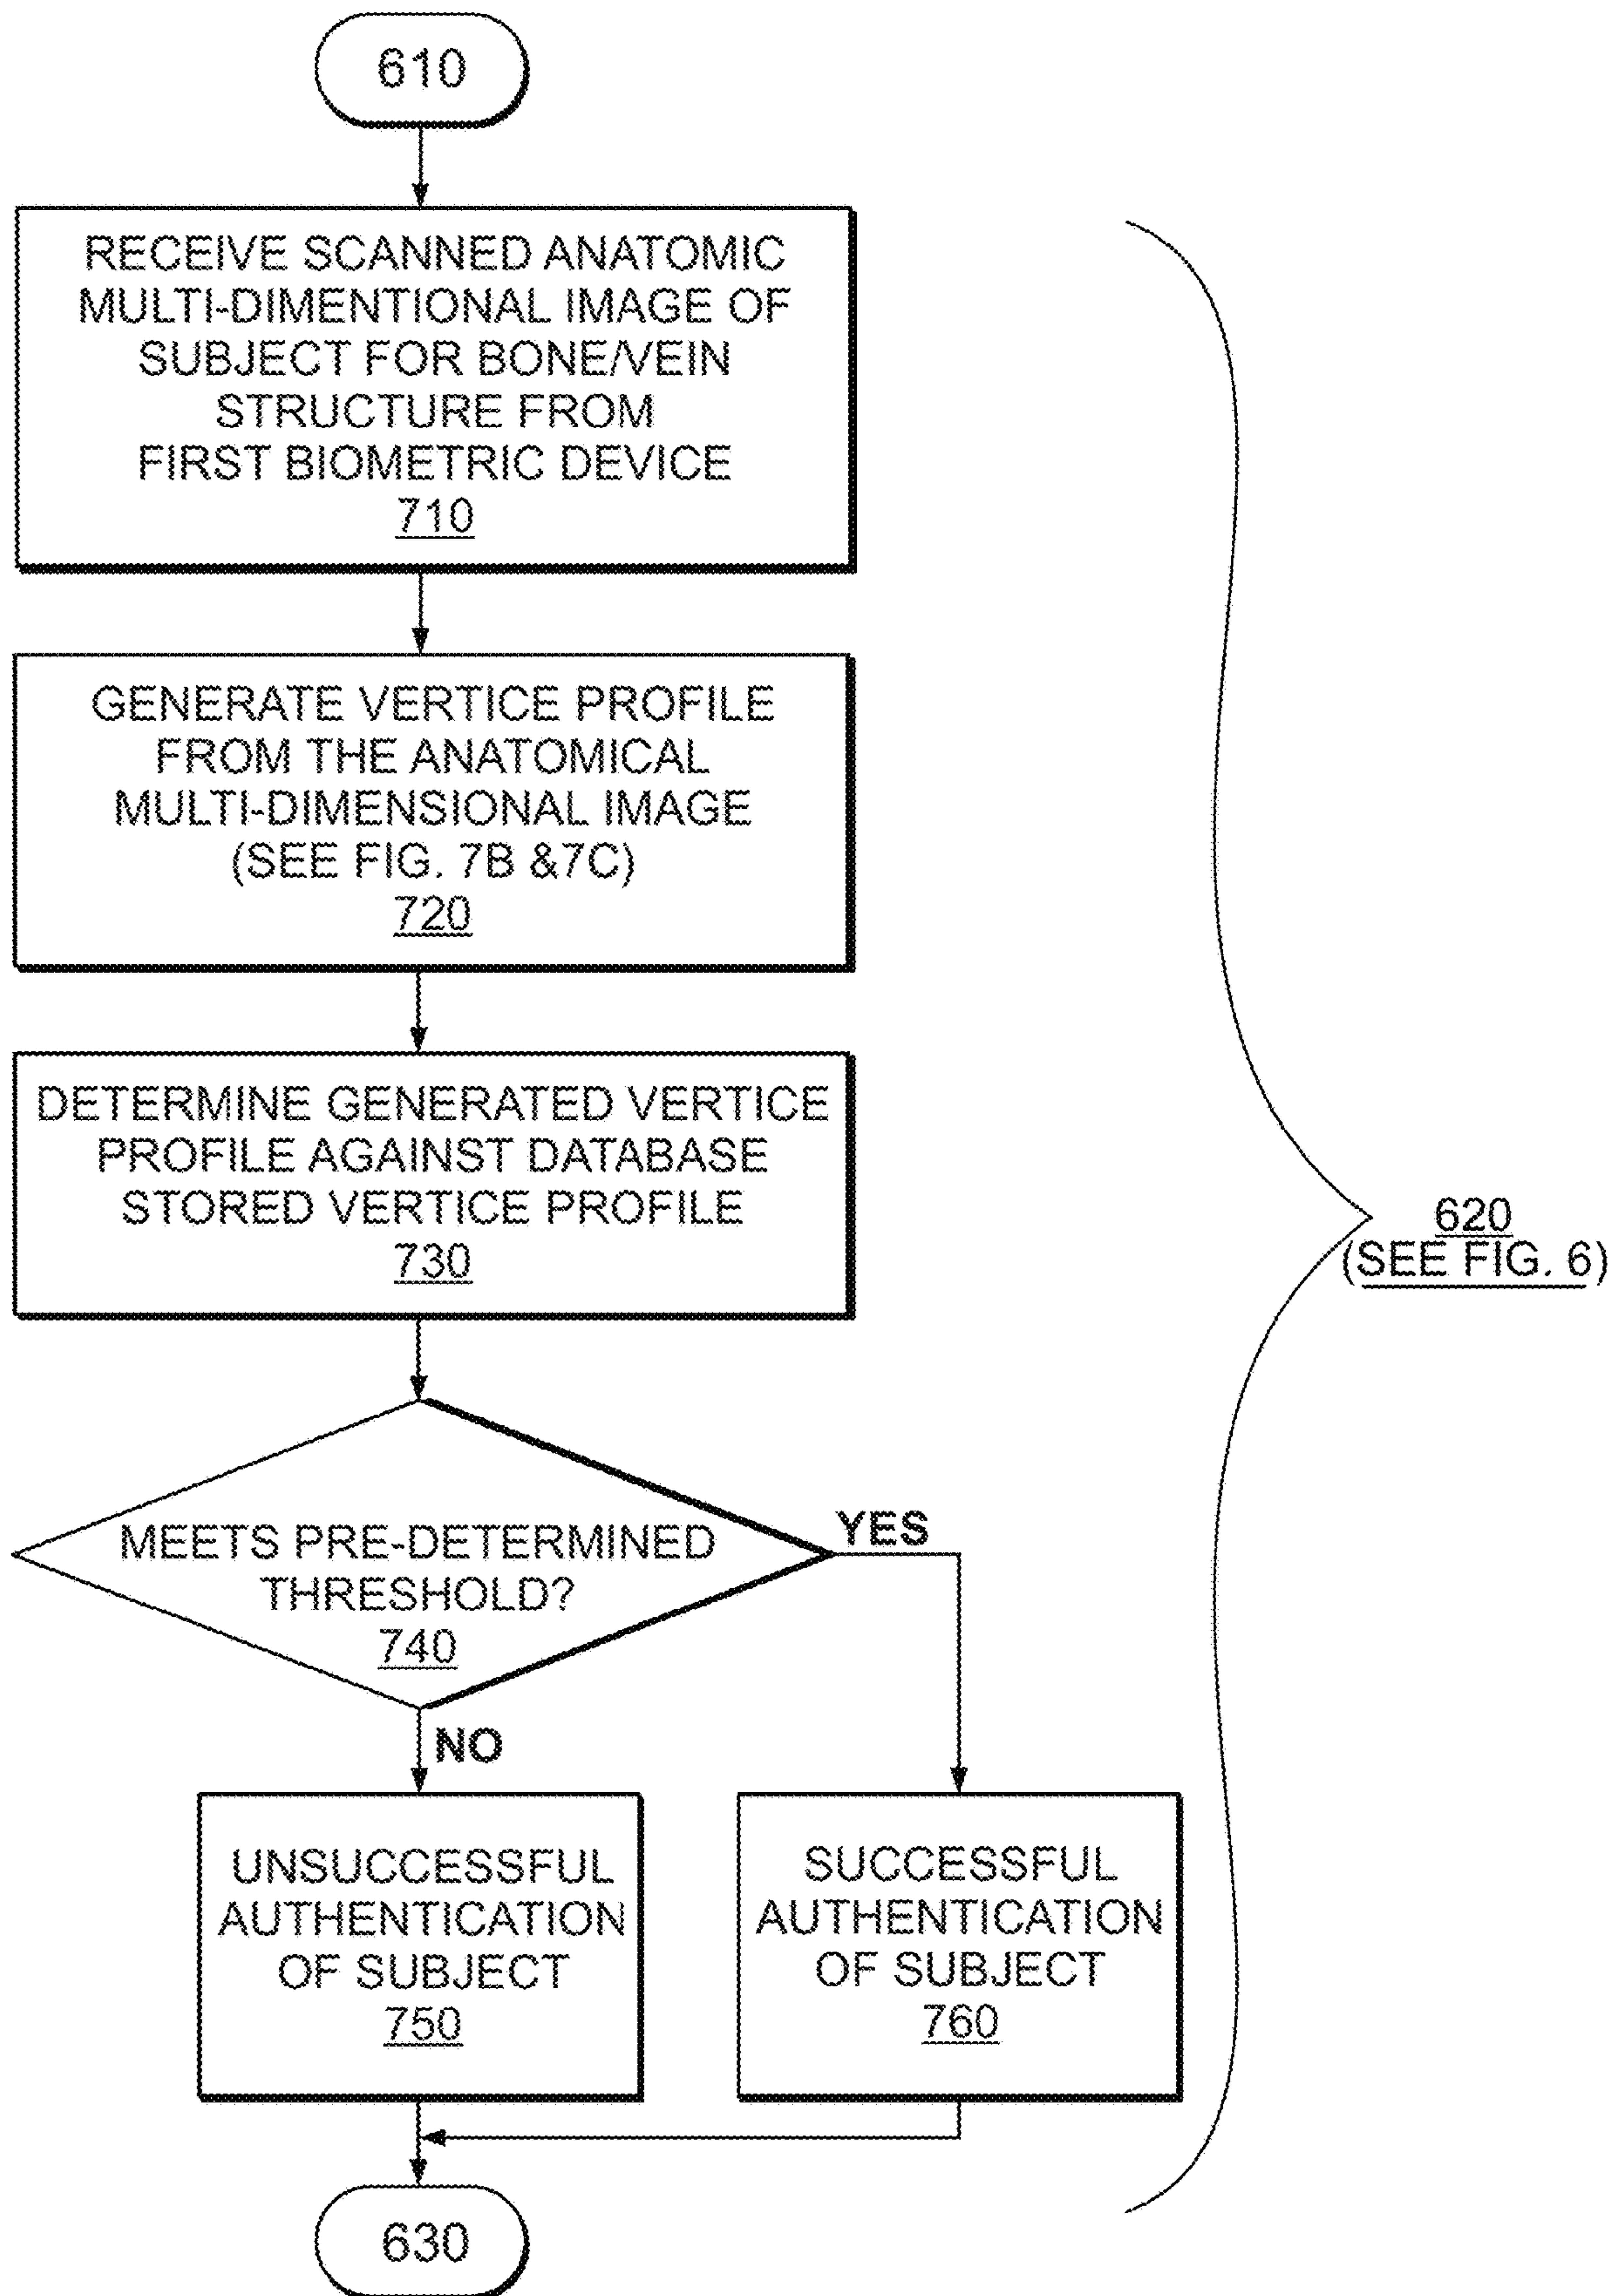 610
RECEIVE SCANNED ANATOMIC
MULTI-DIMENTIONAL IMAGE OF
SUBJECT FOR BONE/VEIN
STRUCTURE FROM
FIRST BIOMETRIC DEVICE
710
GENERATE VERTICE PROFILE
FROM THE ANATOMICAL
MULTI-DIMENSIONAL IMAGE
(SEE FIG. 7B &7C)
720
DETERMINE GENERATED VERTICE
PROFILE AGAINST DATABASE
STORED VERTICE PROFILE
730
620
(SEE FIG. 6)
MEETS PRE-DETERMINED
THRESHOLD?
740
YES
NO
UNSUCCESSFUL
AUTHENTICATION
OF SUBJECT
750
SUCCESSFUL
AUTHENTICATION
OF SUBJECT
760
630